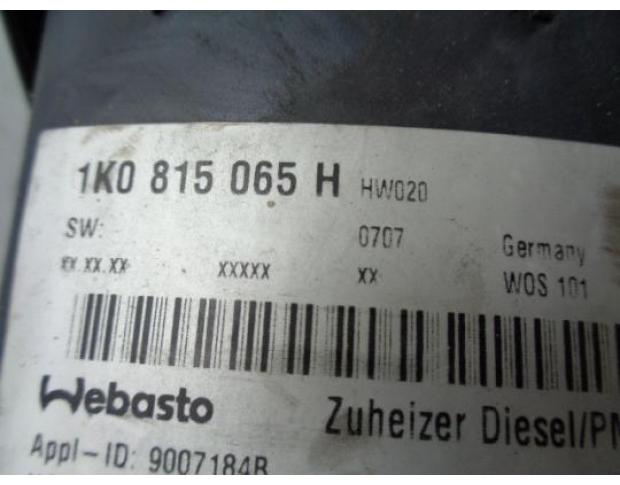 1K0 815 065 H HW020
SW: 0707 Germany
xx.xx.xx xxxxx xx WOS 101
Webasto Zuheizer Diesel/P
Appl-ID: 9007184B